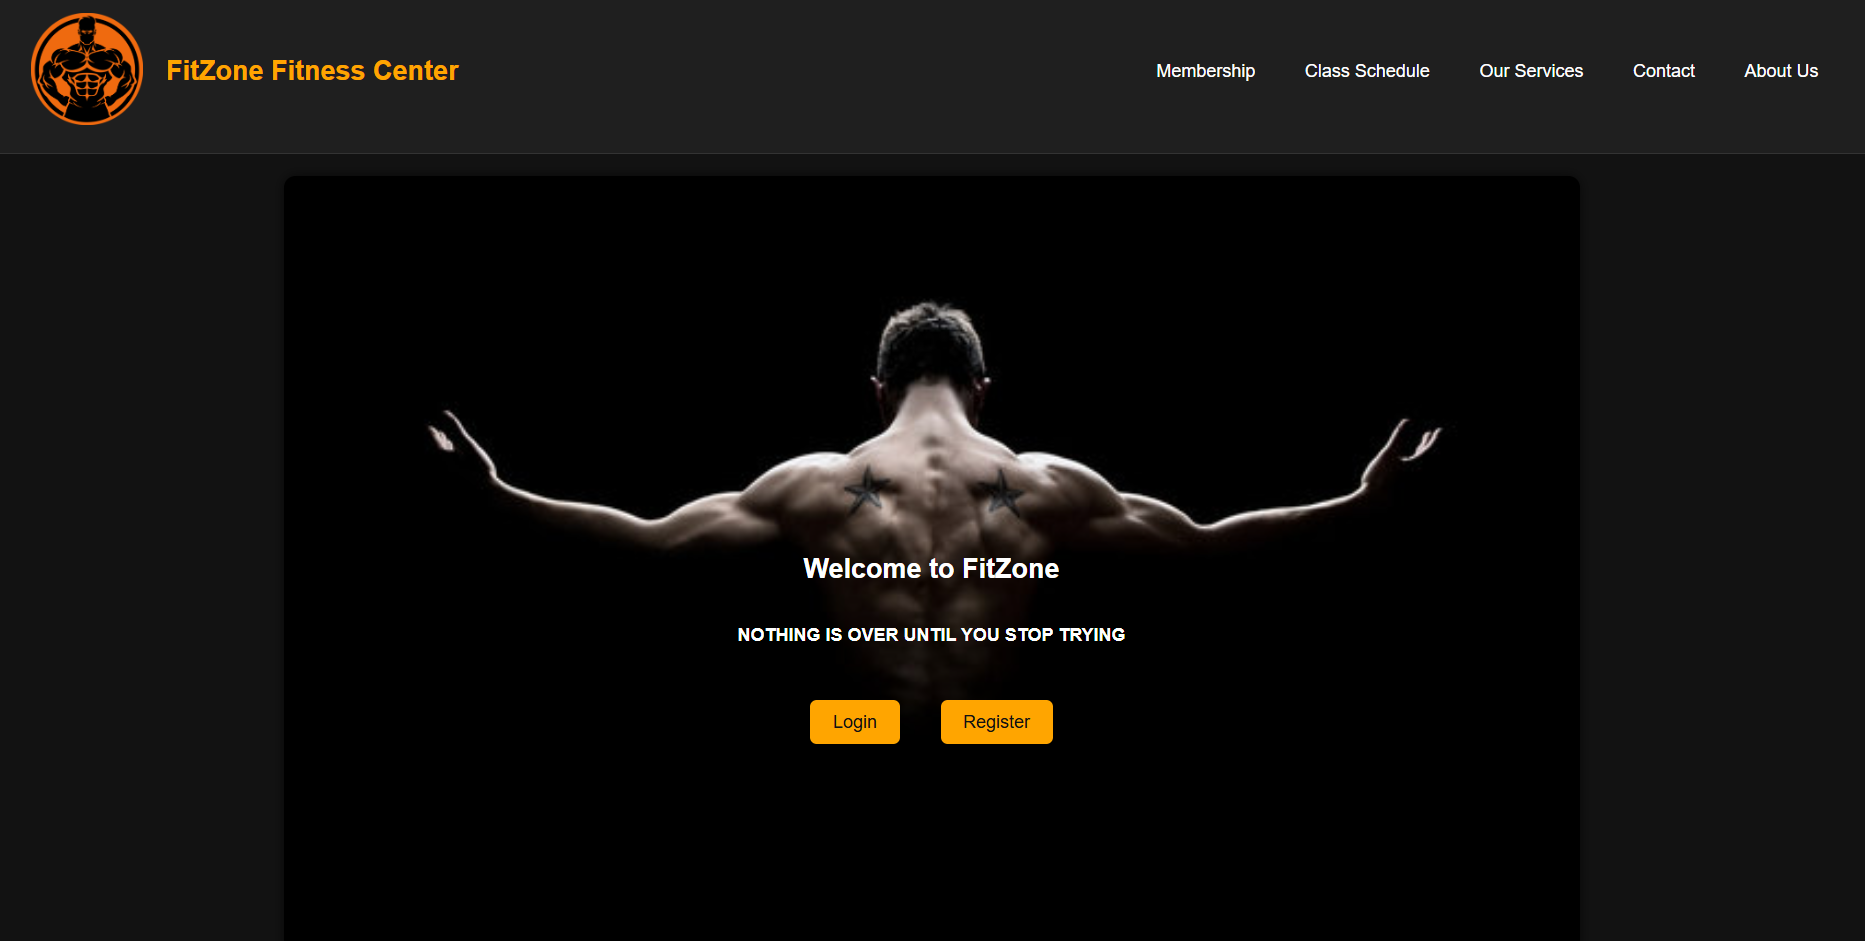 FitZone Fitness Center
Membership Class Schedule Our Services Contact About Us
Welcome to FitZone
NOTHING IS OVER UNTIL YOU STOP TRYING
Login Register